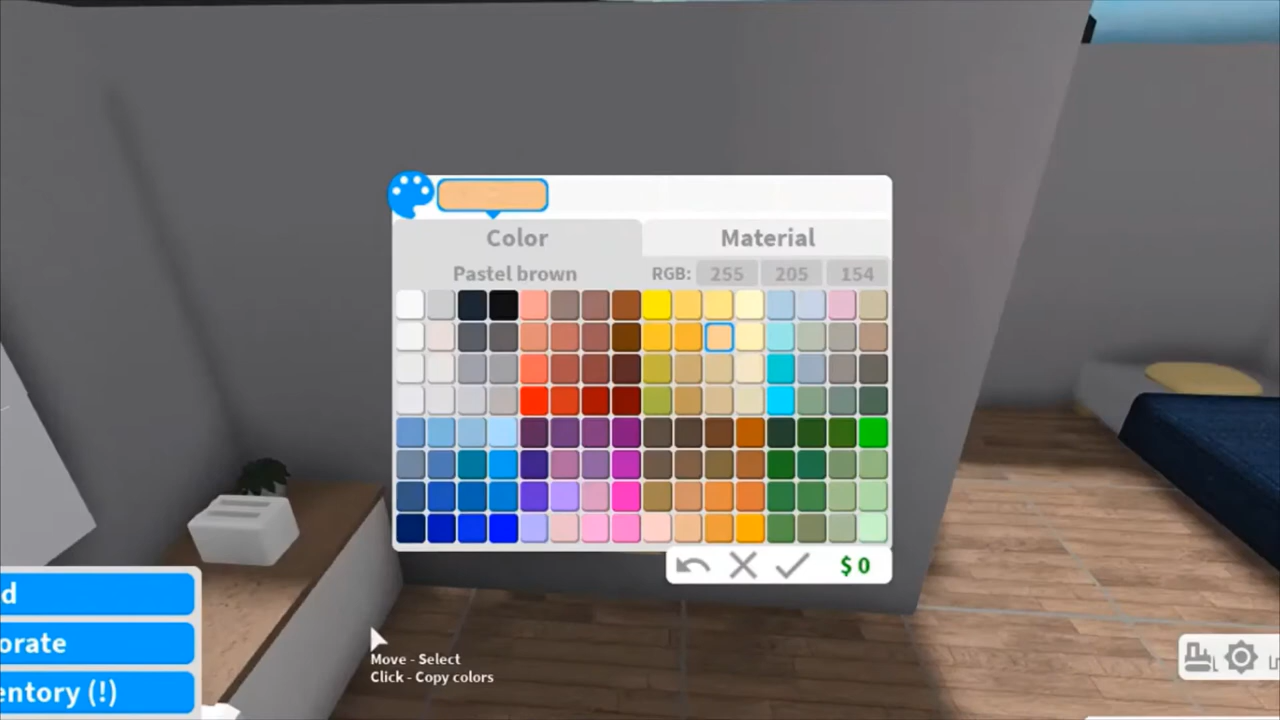 Color
Material
Pastel brown
RGB: 255 205 154
$ 0
d
orate
entory (!)
Move - Select
Click - Copy colors